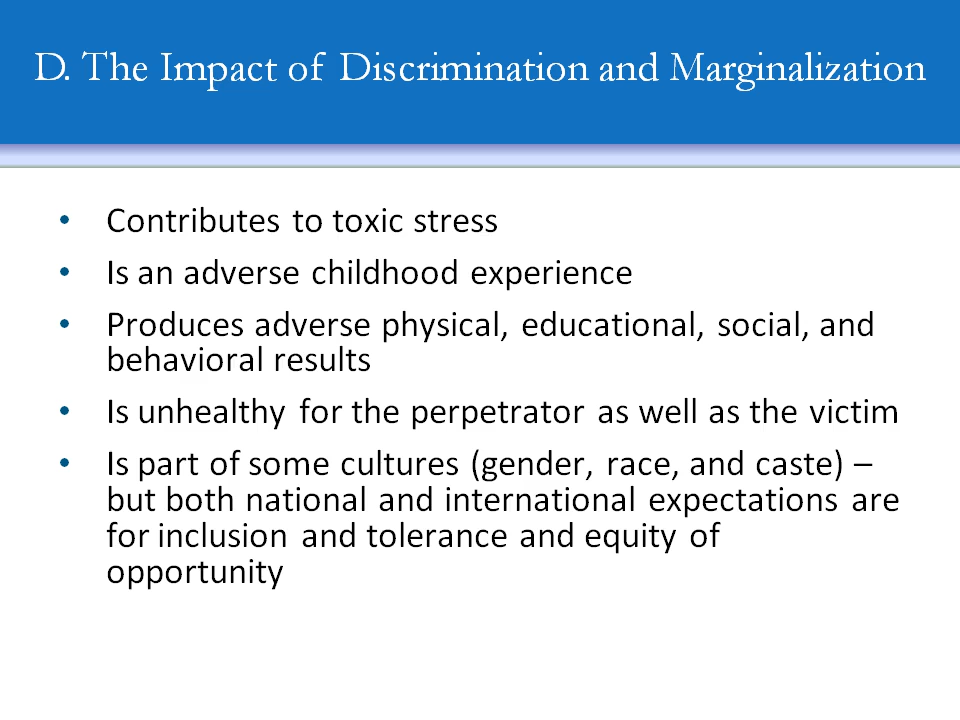 D. The Impact of Discrimination and Marginalization
• Contributes to toxic stress
• Is an adverse childhood experience
• Produces adverse physical, educational, social, and
behavioral results
• Is unhealthy for the perpetrator as well as the victim
• Is part of some cultures (gender, race, and caste) –
but both national and international expectations are
for inclusion and tolerance and equity of
opportunity